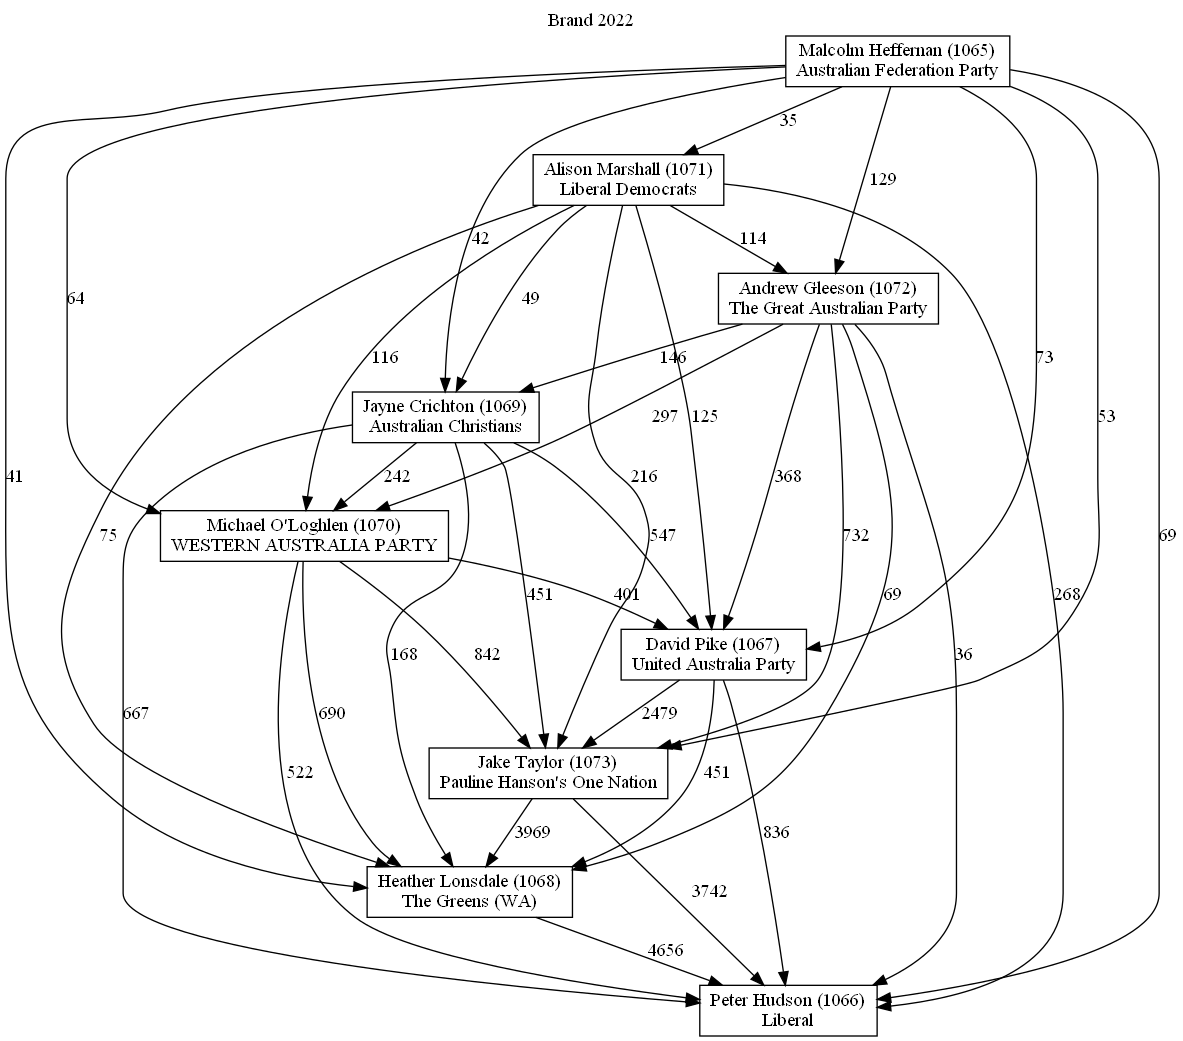 Brand 2022
Malcolm Heffernan (1065)
Australian Federation Party
35
129
Alison Marshall (1071)
Liberal Democrats
42
114
64
49
Andrew Gleeson (1072)
The Great Australian Party
116
146
73
Jayne Crichton (1069)
Australian Christians
297
125
53
41
242
216
368
Michael O'Loghlen (1070)
WESTERN AUSTRALIA PARTY
75
547
732
69
451
401
69
268
David Pike (1067)
United Australia Party
168
842
36
667
690
2479
Jake Taylor (1073)
Pauline Hanson's One Nation
522
451
3969
836
Heather Lonsdale (1068)
The Greens (WA)
3742
4656
Peter Hudson (1066)
Liberal